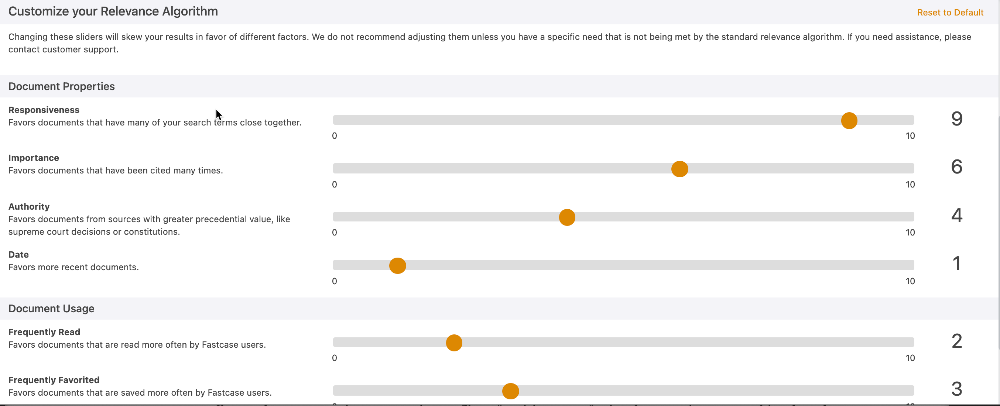 Customize your Relevance Algorithm
Reset to Default
Changing these sliders will skew your results in favor of different factors. We do not recommend adjusting them unless you have a specific need that is not being met by the standard relevance algorithm. If you need assistance, please
contact customer support.
Document Properties
Responsiveness
Favors documents that have many of your search terms close together.
0
10
9
Importance
Favors documents that have been cited many times.
0
10
6
Authority
Favors documents from sources with greater precedential value, like
supreme court decisions or constitutions.
0
10
4
Date
Favors more recent documents.
0
10
1
Document Usage
Frequently Read
Favors documents that are read more often by Fastcase users.
0
10
2
Frequently Favorited
Favors documents that are saved more often by Fastcase users.
3